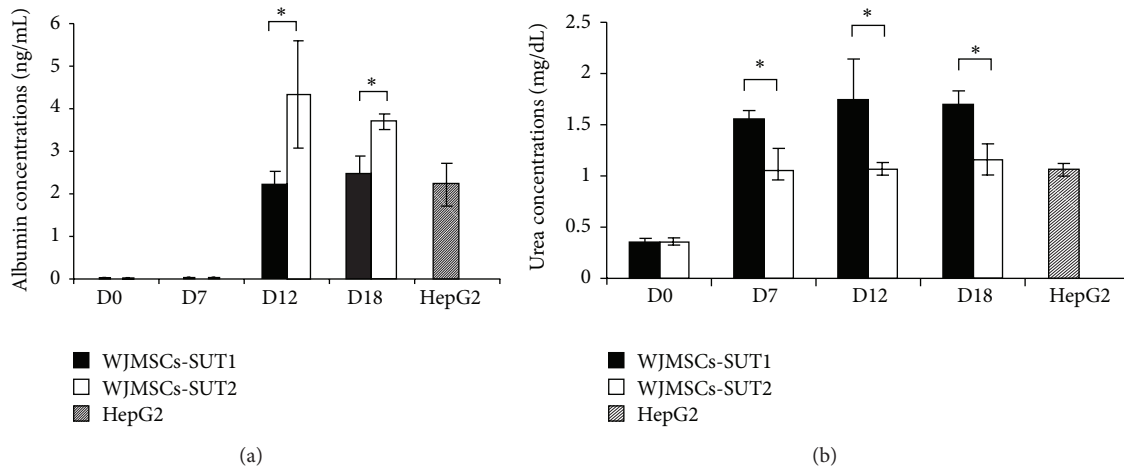 Albumin concentrations (ng/mL)
6
5
4
3
2
1
0
*
*
D0 D7 D12 D18 HepG2
WJMSCs-SUT1
WJMSCs-SUT2
HepG2
(a)
Urea concentrations (mg/dL)
2.5
2
1.5
1
0.5
0
*
*
*
D0 D7 D12 D18 HepG2
WJMSCs-SUT1
WJMSCs-SUT2
HepG2
(b)